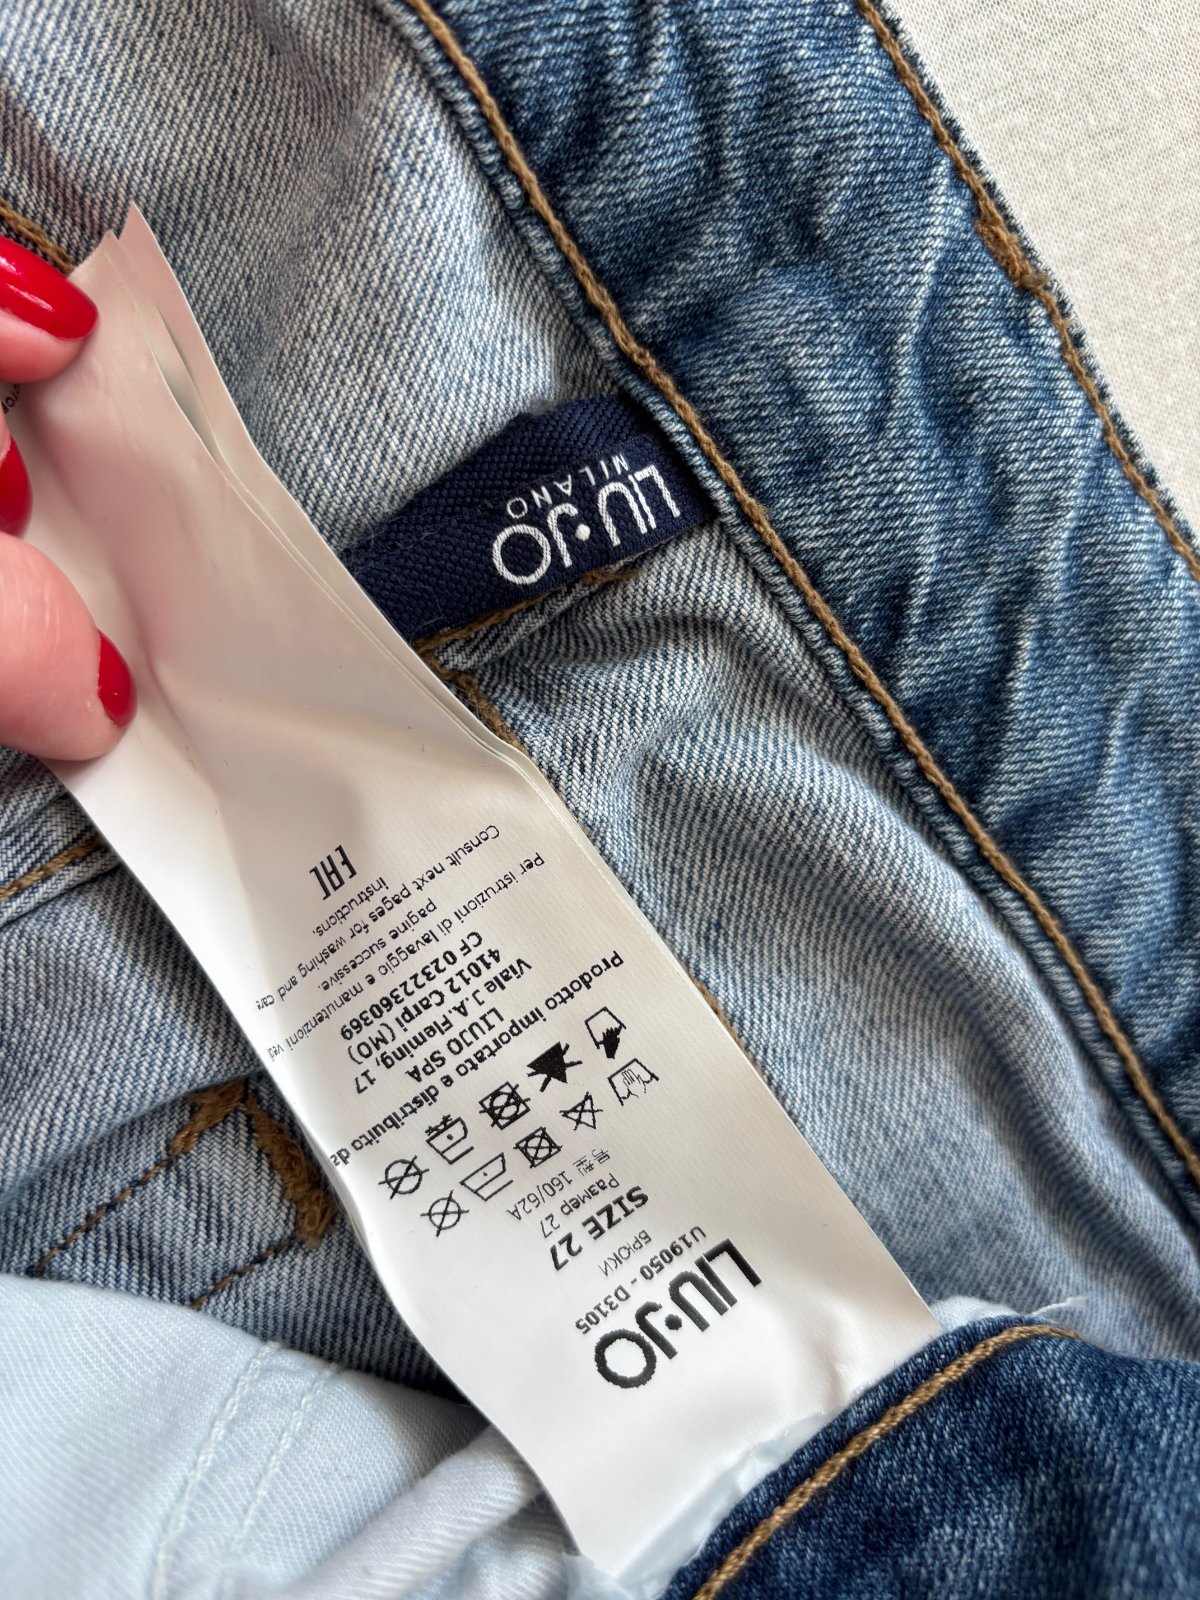 LIU·JO
MILANO
LIU·JO
U19050 - D3105
БРЮКИ
SIZE 27
Размер 27
号型 160/62A
Prodotto importato e distribuito da
LIUJO SPA
Viale J.A.Fleming, 17
41012 Carpi (MO)
CF 02322360369
Per istruzioni di lavaggio e manutenzioni vedi
pagine successive.
Consult next pages for washing and care
instructions.
EAC